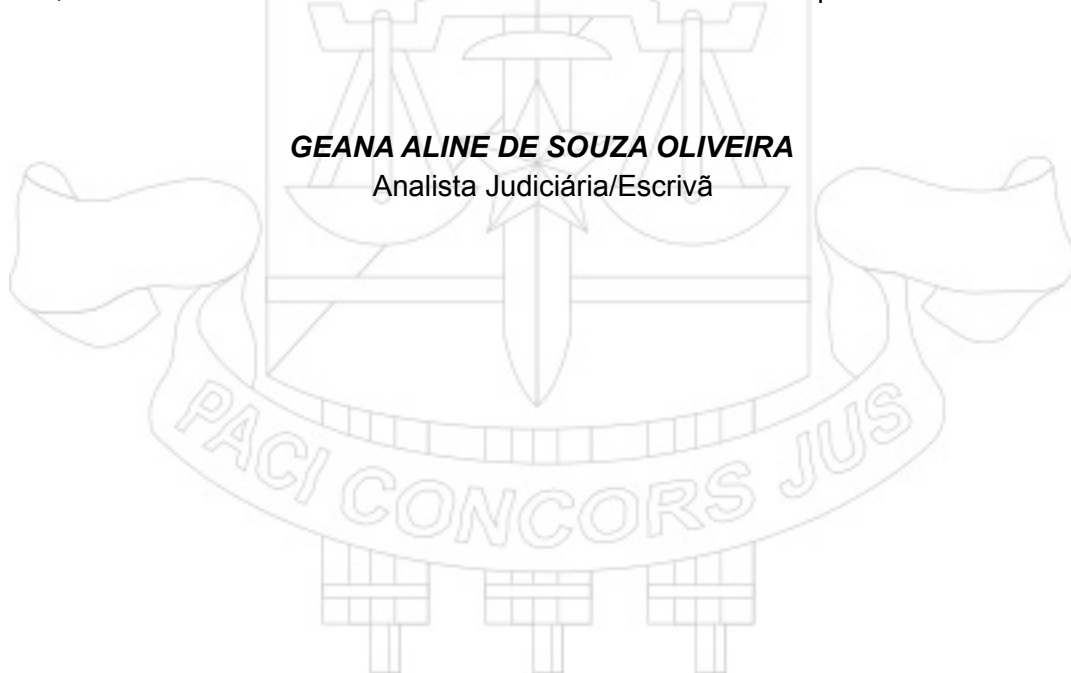 GEANA ALINE DE SOUZA OLIVEIRA
Analista Judiciária/Escrivã
PACI CONCORS JUS